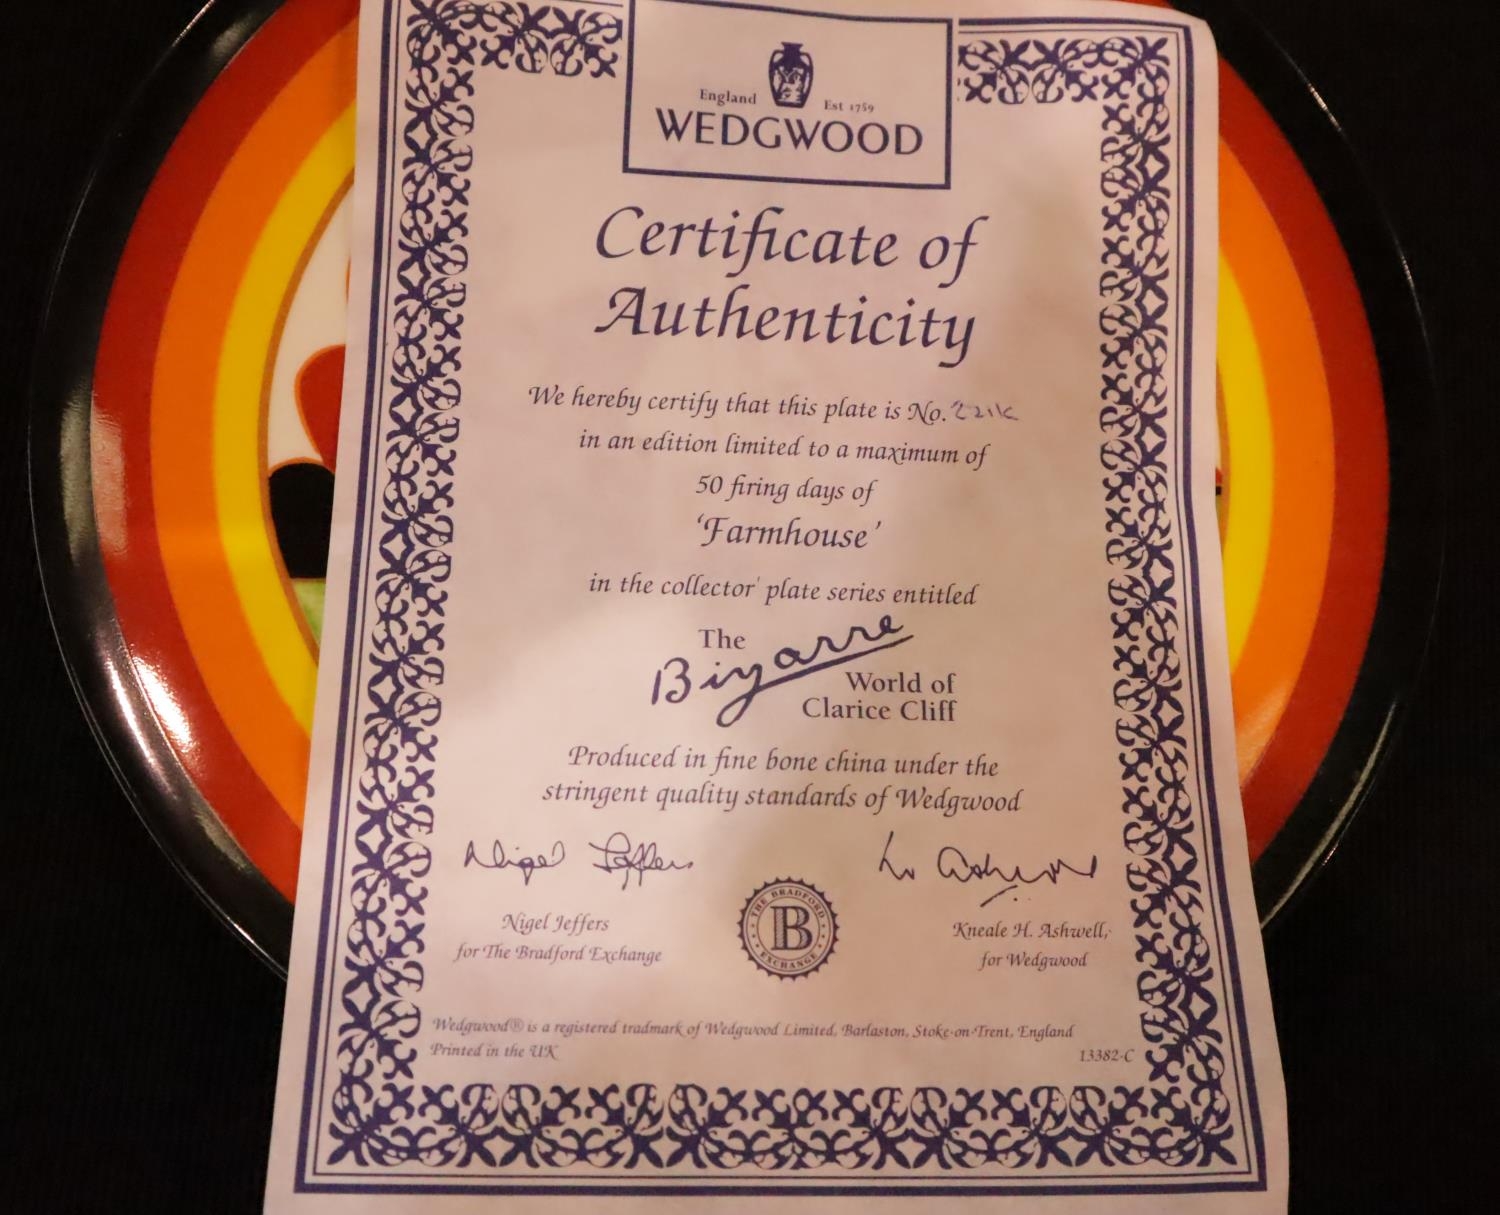 England Est 1759
WEDGWOOD
Certificate of
Authenticity
We hereby certify that this plate is No.
in an edition limited to a maximum of
50 firing days of
'Farmhouse'
in the collector' plate series entitled
The
Bizarre
World of
Clarice Cliff
Produced in fine bone china under the
stringent quality standards of Wedgwood
Nigel Jeffers
THE BRADFORD
B
EXCHANGE
Nigel Jeffers
for The Bradford Exchange
Kneale H. Ashwell,
for Wedgwood
Wedgwood® is a registered tradmark of Wedgwood Limited, Barlaston, Stoke-on-Trent, England
Printed in the UK
13382-C